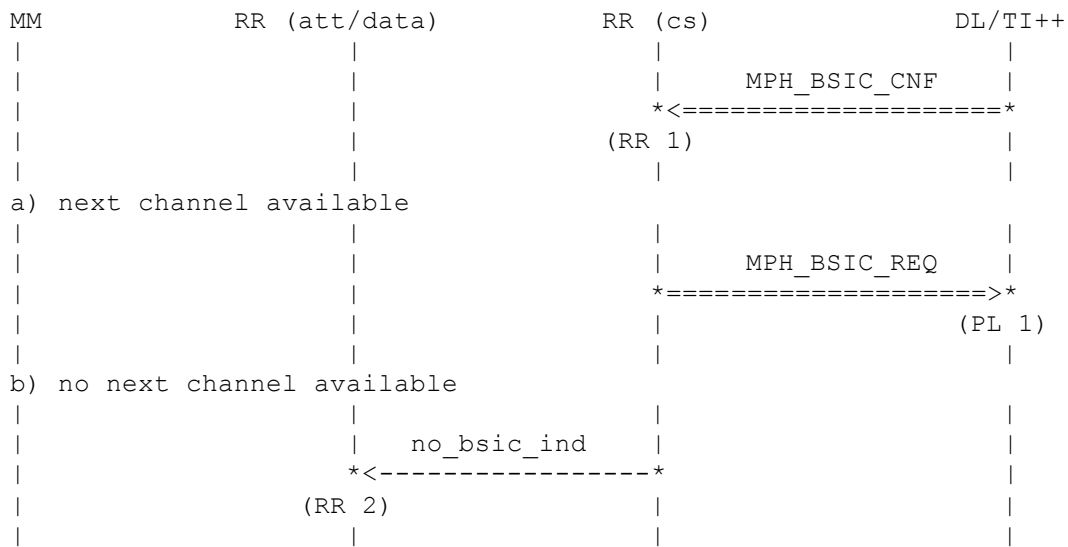 MM RR (att/data) RR (cs) DL/TI++
| | | |
| | | MPH_BSIC_CNF |
| | *<====================*
| | (RR 1) |
| | | |
a) next channel available
| | | |
| | | MPH_BSIC_REQ |
| | *====================>*
| | | (PL 1)
| | | |
b) no next channel available
| | | |
| | no_bsic_ind | |
| *<-----------------* |
| (RR 2) | |
| | | |